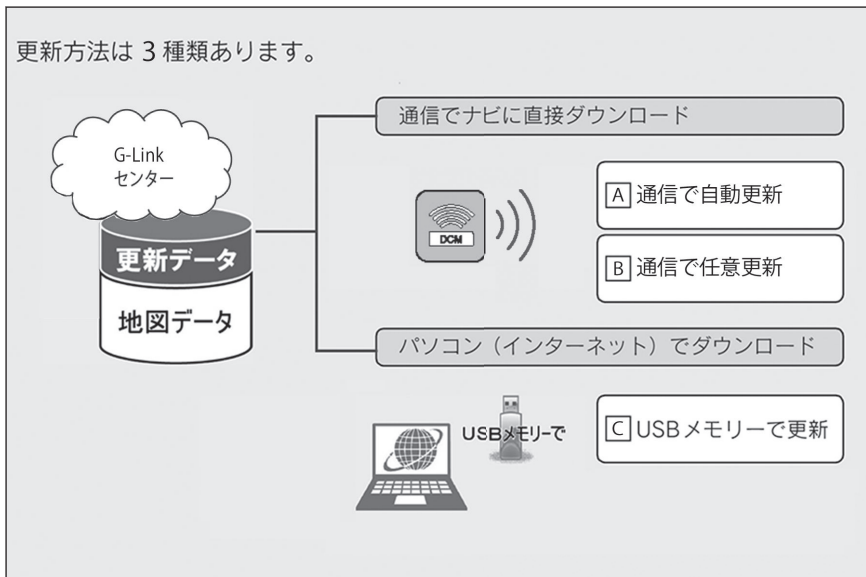 更新方法は 3 種類あります。
G-Link
センター
更新データ
地図データ
通信でナビに直接ダウンロード
DCM
A 通信で自動更新
B 通信で任意更新
パソコン（インターネット）でダウンロード
USBメモリーで
C USBメモリーで更新